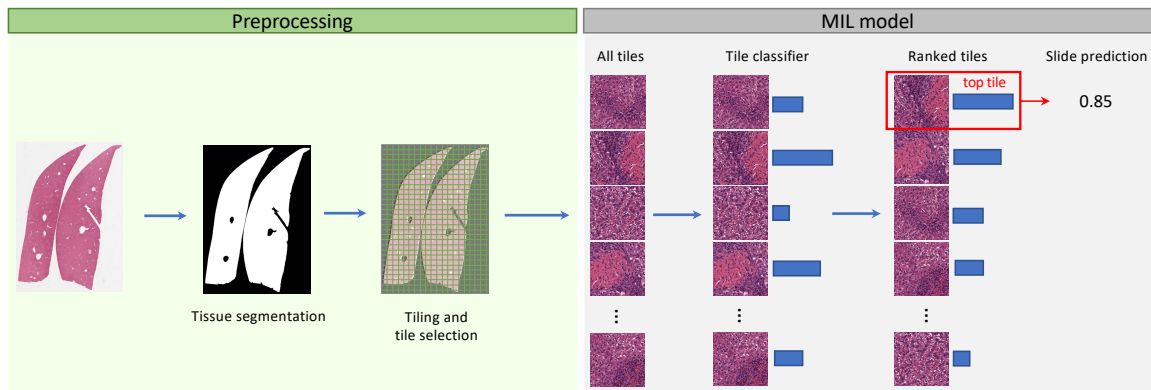 Preprocessing
MIL model
All tiles
Tile classifier
Ranked tiles
Slide prediction
top tile
0.85
Tissue segmentation
Tiling and
tile selection
...
...
...